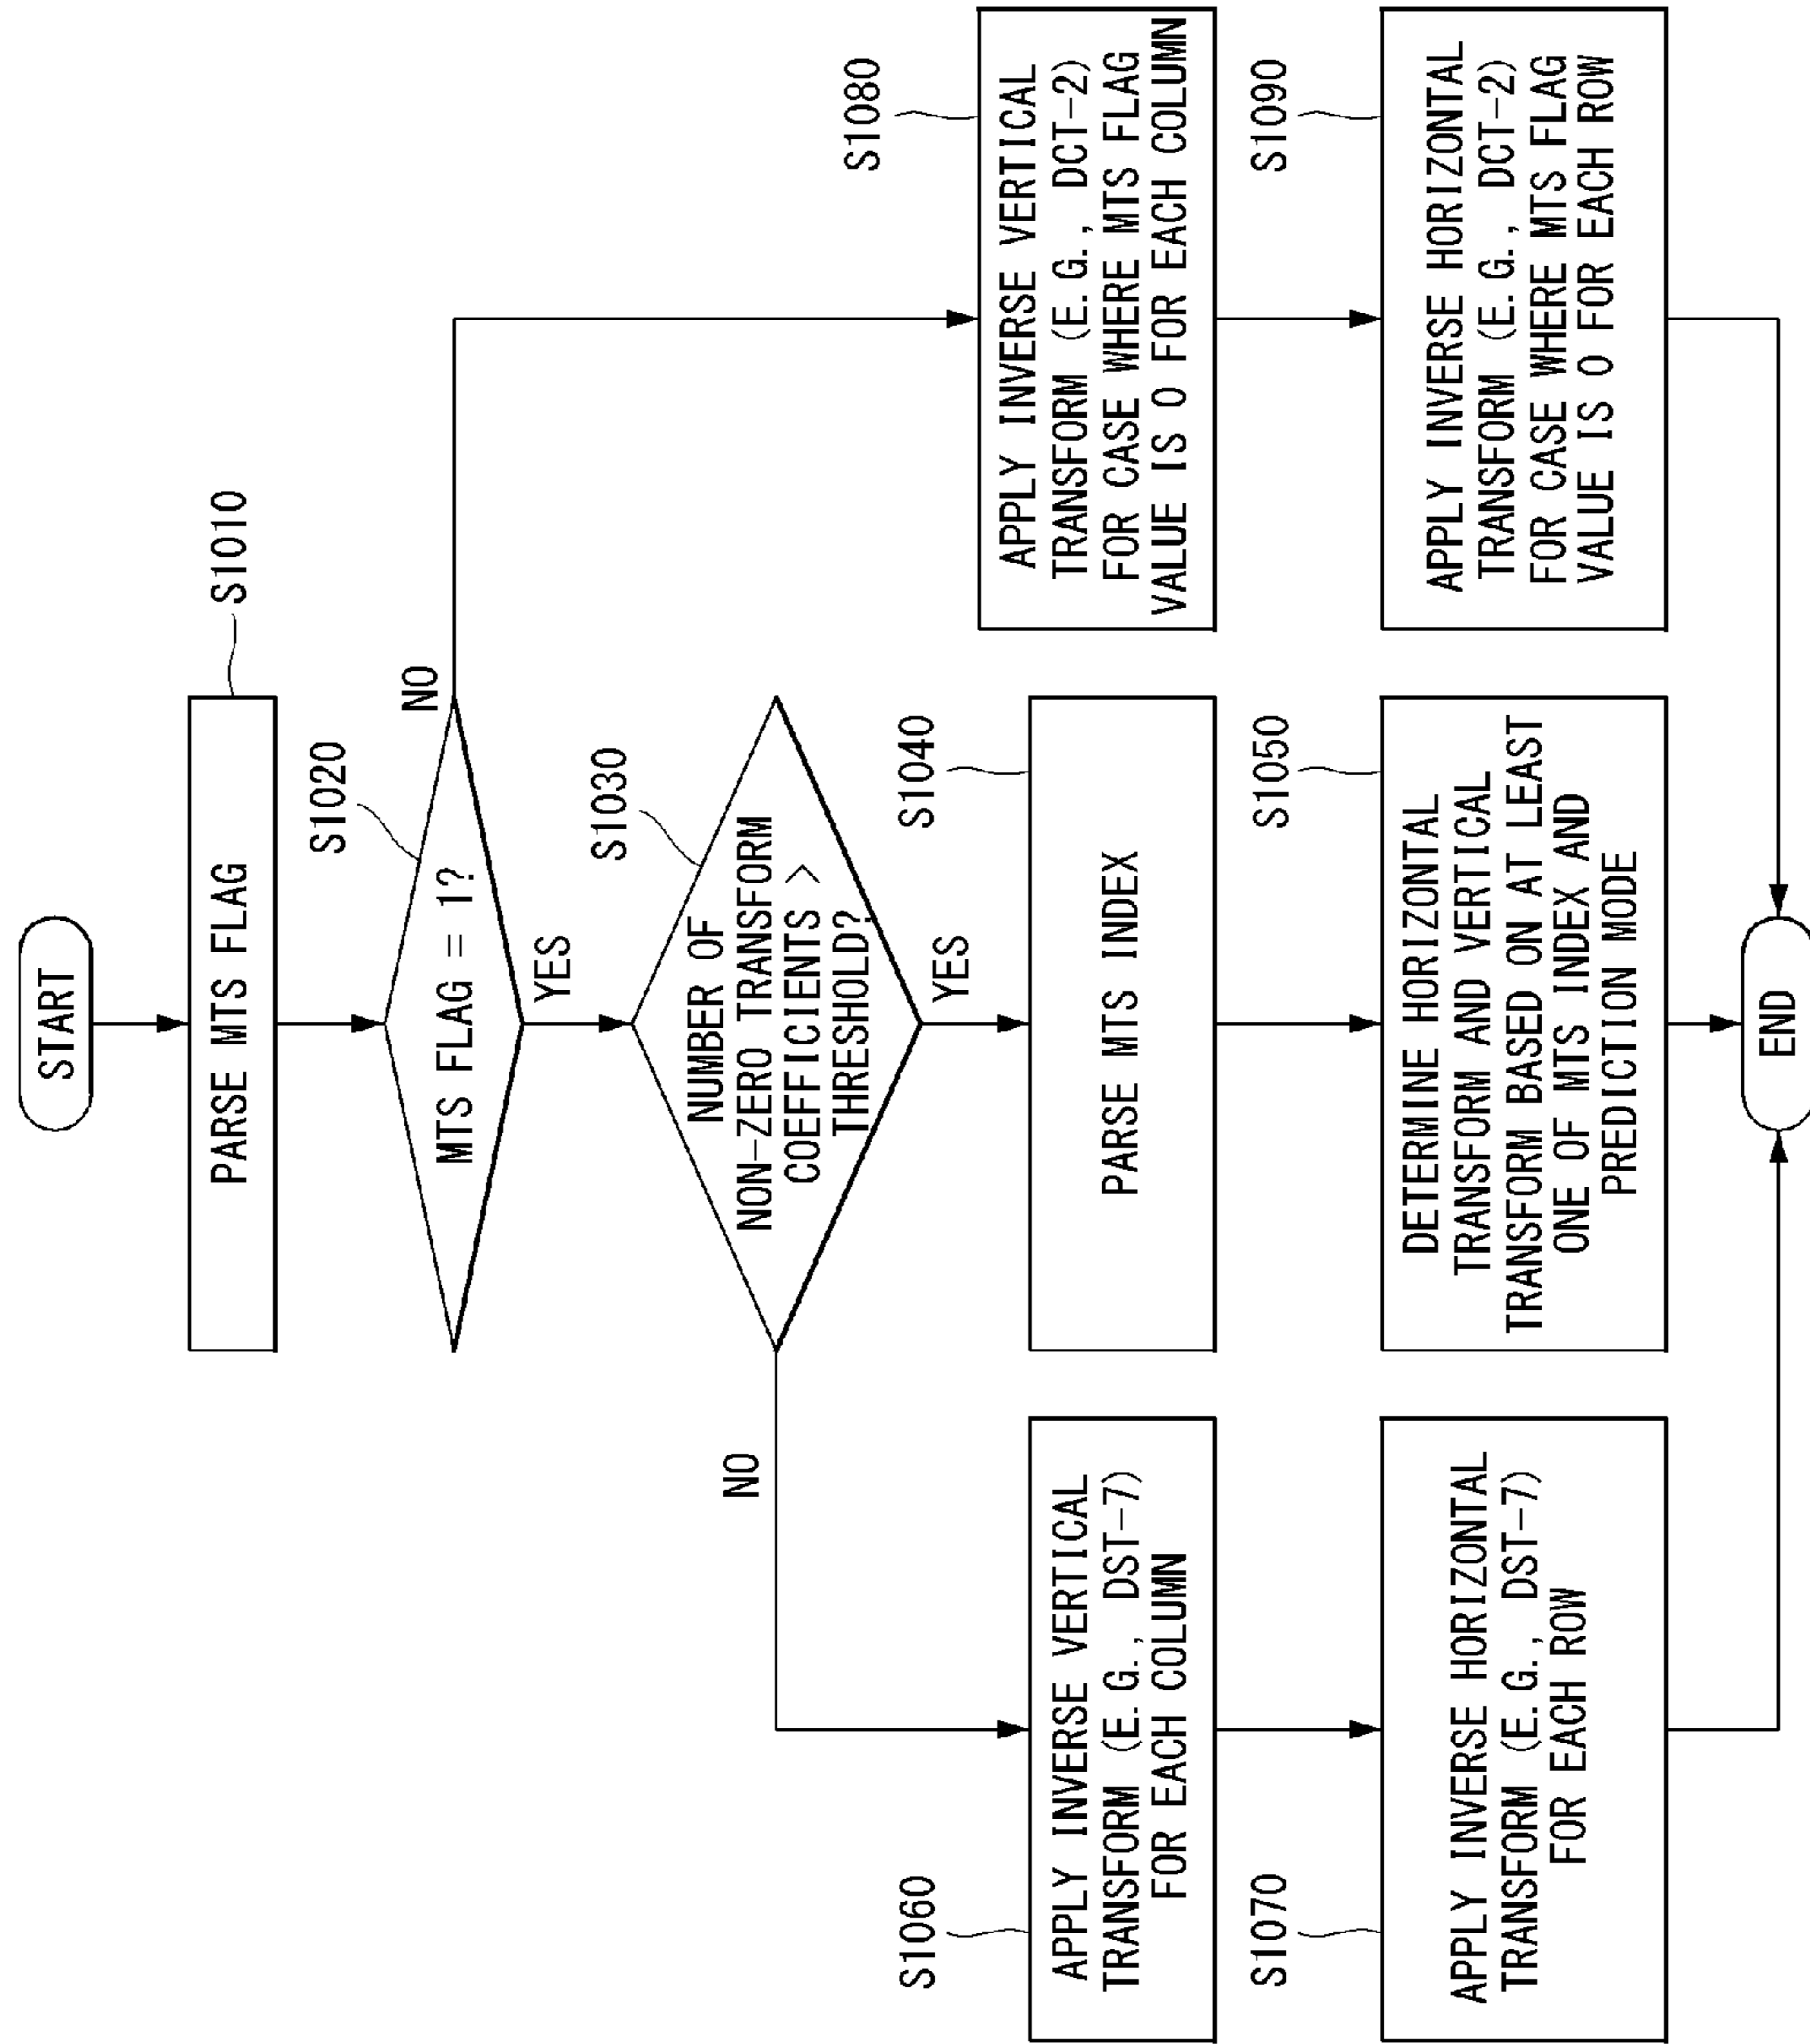 START
PARSE MTS FLAG
S1010
MTS FLAG = 1?
S1020
NO
YES
NUMBER OF
NON-ZERO TRANSFORM
COEFFICIENTS >
THRESHOLD?
S1030
NO
YES
PARSE MTS INDEX
S1040
DETERMINE HORIZONTAL
TRANSFORM AND VERTICAL
TRANSFORM BASED ON AT LEAST
ONE OF MTS INDEX AND
PREDICTION MODE
S1050
S1060
APPLY INVERSE VERTICAL
TRANSFORM (E.G., DST-7)
FOR EACH COLUMN
S1070
APPLY INVERSE HORIZONTAL
TRANSFORM (E.G., DST-7)
FOR EACH ROW
S1080
APPLY INVERSE VERTICAL
TRANSFORM (E.G., DCT-2)
FOR CASE WHERE MTS FLAG
VALUE IS 0 FOR EACH COLUMN
S1090
APPLY INVERSE HORIZONTAL
TRANSFORM (E.G., DCT-2)
FOR CASE WHERE MTS FLAG
VALUE IS 0 FOR EACH ROW
END